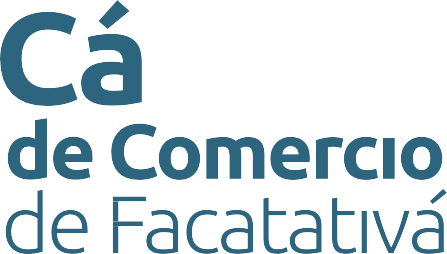 Cá
de Comercio
de Facatativá